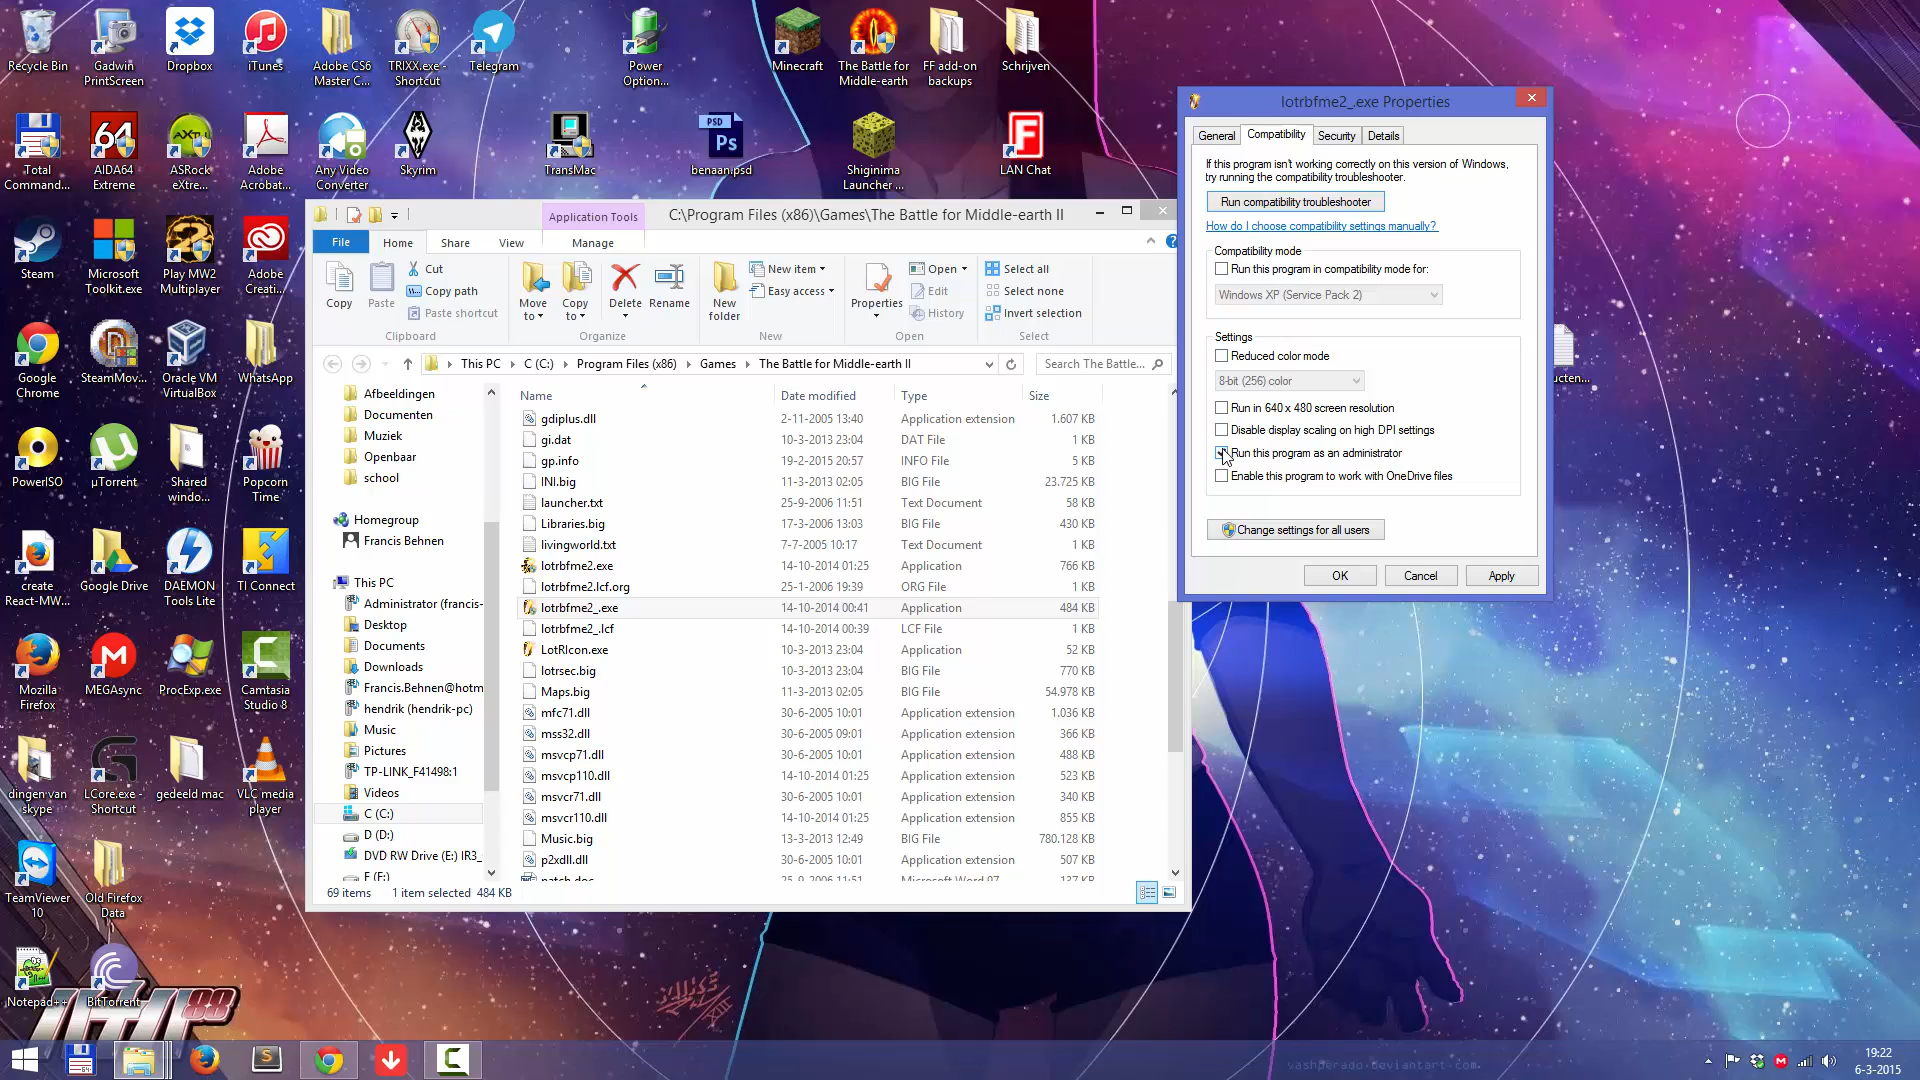 Recycle Bin
Gadwin
PrintScreen
Dropbox
iTunes
Adobe CS6
Master C...
TRIXX.exe -
Shortcut
Telegram
Power
Option...
Minecraft
The Battle for
Middle-earth
FF add-on
backups
Schrijven
Total
Command...
AIDA64
Extreme
ASRock
eXtre...
Adobe
Acrobat...
Any Video
Converter
Skyrim
TransMac
benaan.psd
Shiginima
Launcher ...
LAN Chat
Steam
Microsoft
Toolkit.exe
Play MW2
Multiplayer
Adobe
Creati...
Google
Chrome
SteamMov...
Oracle VM
VirtualBox
WhatsApp
PowerISO
µTorrent
Shared
windo...
Popcorn
Time
create
React-MW...
Google Drive
DAEMON
Tools Lite
TI Connect
Mozilla
Firefox
MEGAsync
ProcExp.exe
Camtasia
Studio 8
dingen van
skype
LCore.exe -
Shortcut
gedeeld mac
VLC media
player
TeamViewer
10
Old Firefox
Data
Notepad++
BitTorrent
Application Tools
C:\Program Files (x86)\Games\The Battle for Middle-earth II
File
Home
Share
View
Manage
Copy
Paste
Cut
Copy path
Paste shortcut
Clipboard
Move
to
Copy
to
Delete
Rename
Organize
New
folder
New item
Easy access
New
Properties
Open
Edit
History
Open
Select all
Select none
Invert selection
Select
This PC
C (C:)
Program Files (x86)
Games
The Battle for Middle-earth II
Search The Battle...
Afbeeldingen
Documenten
Muziek
Openbaar
school
Homegroup
Francis Behnen
This PC
Administrator (francis-
Desktop
Documents
Downloads
Francis.Behnen@hotm
hendrik (hendrik-pc)
Music
Pictures
TP-LINK_F41498:1
Videos
C (C:)
D (D:)
DVD RW Drive (E:) IR3_
F (F:)
Name Date modified Type Size
gdiplus.dll 2-11-2005 13:40 Application extension 1.607 KB
gi.dat 10-3-2013 23:04 DAT File 1 KB
gp.info 19-2-2015 20:57 INFO File 5 KB
INI.big 11-3-2013 02:05 BIG File 23.725 KB
launcher.txt 25-9-2006 11:51 Text Document 58 KB
Libraries.big 17-3-2006 13:03 BIG File 430 KB
livingworld.txt 7-7-2005 10:17 Text Document 1 KB
lotrbfme2.exe 14-10-2014 01:25 Application 766 KB
lotrbfme2.lcf.org 25-1-2006 19:39 ORG File 1 KB
lotrbfme2_.exe 14-10-2014 00:41 Application 484 KB
lotrbfme2_.lcf 14-10-2014 00:39 LCF File 1 KB
LotRIcon.exe 10-3-2013 23:04 Application 52 KB
lotrsec.big 10-3-2013 23:04 BIG File 770 KB
Maps.big 11-3-2013 02:05 BIG File 54.978 KB
mfc71.dll 30-6-2005 10:01 Application extension 1.036 KB
mss32.dll 30-6-2005 09:01 Application extension 366 KB
msvcp71.dll 30-6-2005 10:01 Application extension 488 KB
msvcp110.dll 14-10-2014 01:25 Application extension 523 KB
msvcr71.dll 30-6-2005 10:01 Application extension 340 KB
msvcr110.dll 14-10-2014 01:25 Application extension 855 KB
Music.big 13-3-2013 12:49 BIG File 780.128 KB
p2xdll.dll 30-6-2005 10:01 Application extension 507 KB
patch.doc 25-9-2006 11:51 Microsoft Word 97 137 KB
69 items 1 item selected 484 KB
lotrbfme2_.exe Properties
General
Compatibility
Security
Details
If this program isn't working correctly on this version of Windows,
try running the compatibility troubleshooter.
Run compatibility troubleshooter
How do I choose compatibility settings manually?
Compatibility mode
Run this program in compatibility mode for:
Windows XP (Service Pack 2)
Settings
Reduced color mode
8-bit (256) color
Run in 640 x 480 screen resolution
Disable display scaling on high DPI settings
Run this program as an administrator
Enable this program to work with OneDrive files
Change settings for all users
OK
Cancel
Apply
ucten...
vashperado.deviantart.com
19:22
6-3-2015